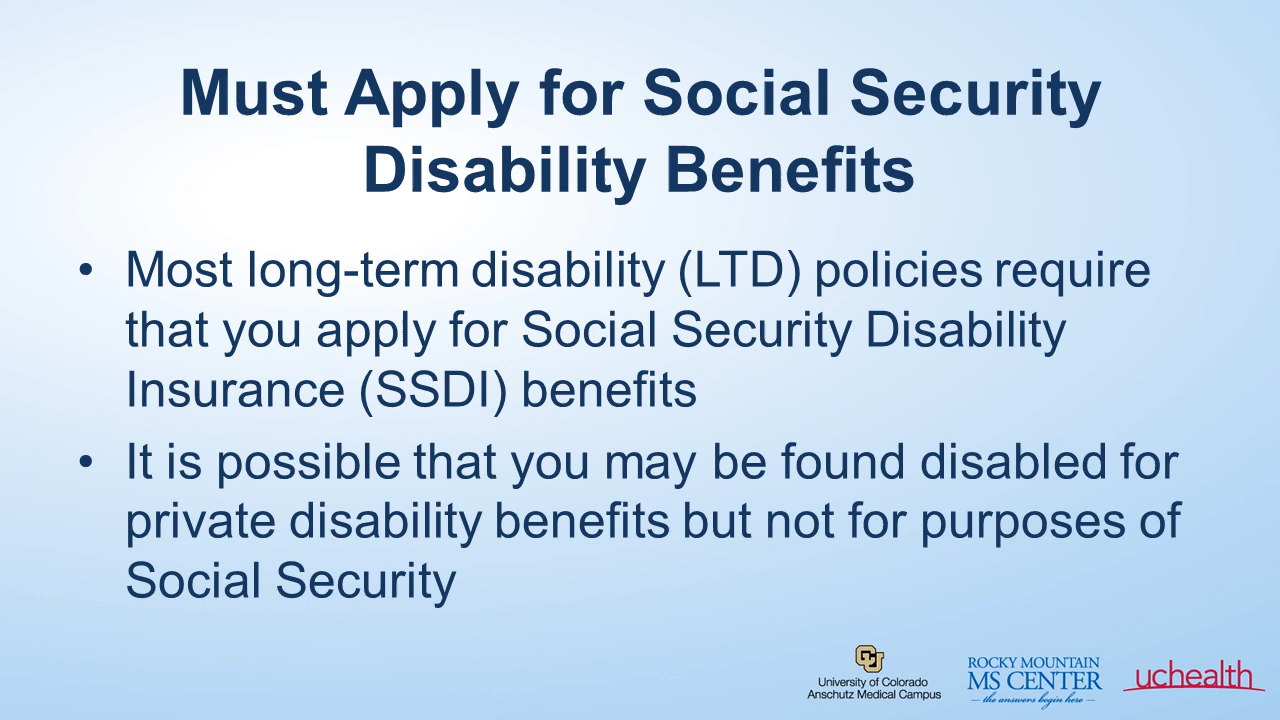 Must Apply for Social Security
Disability Benefits
• Most long-term disability (LTD) policies require
that you apply for Social Security Disability
Insurance (SSDI) benefits
• It is possible that you may be found disabled for
private disability benefits but not for purposes of
Social Security
CU
University of Colorado
Anschutz Medical Campus
ROCKY MOUNTAIN
MS CENTER
— the answers begin here —
uchealth